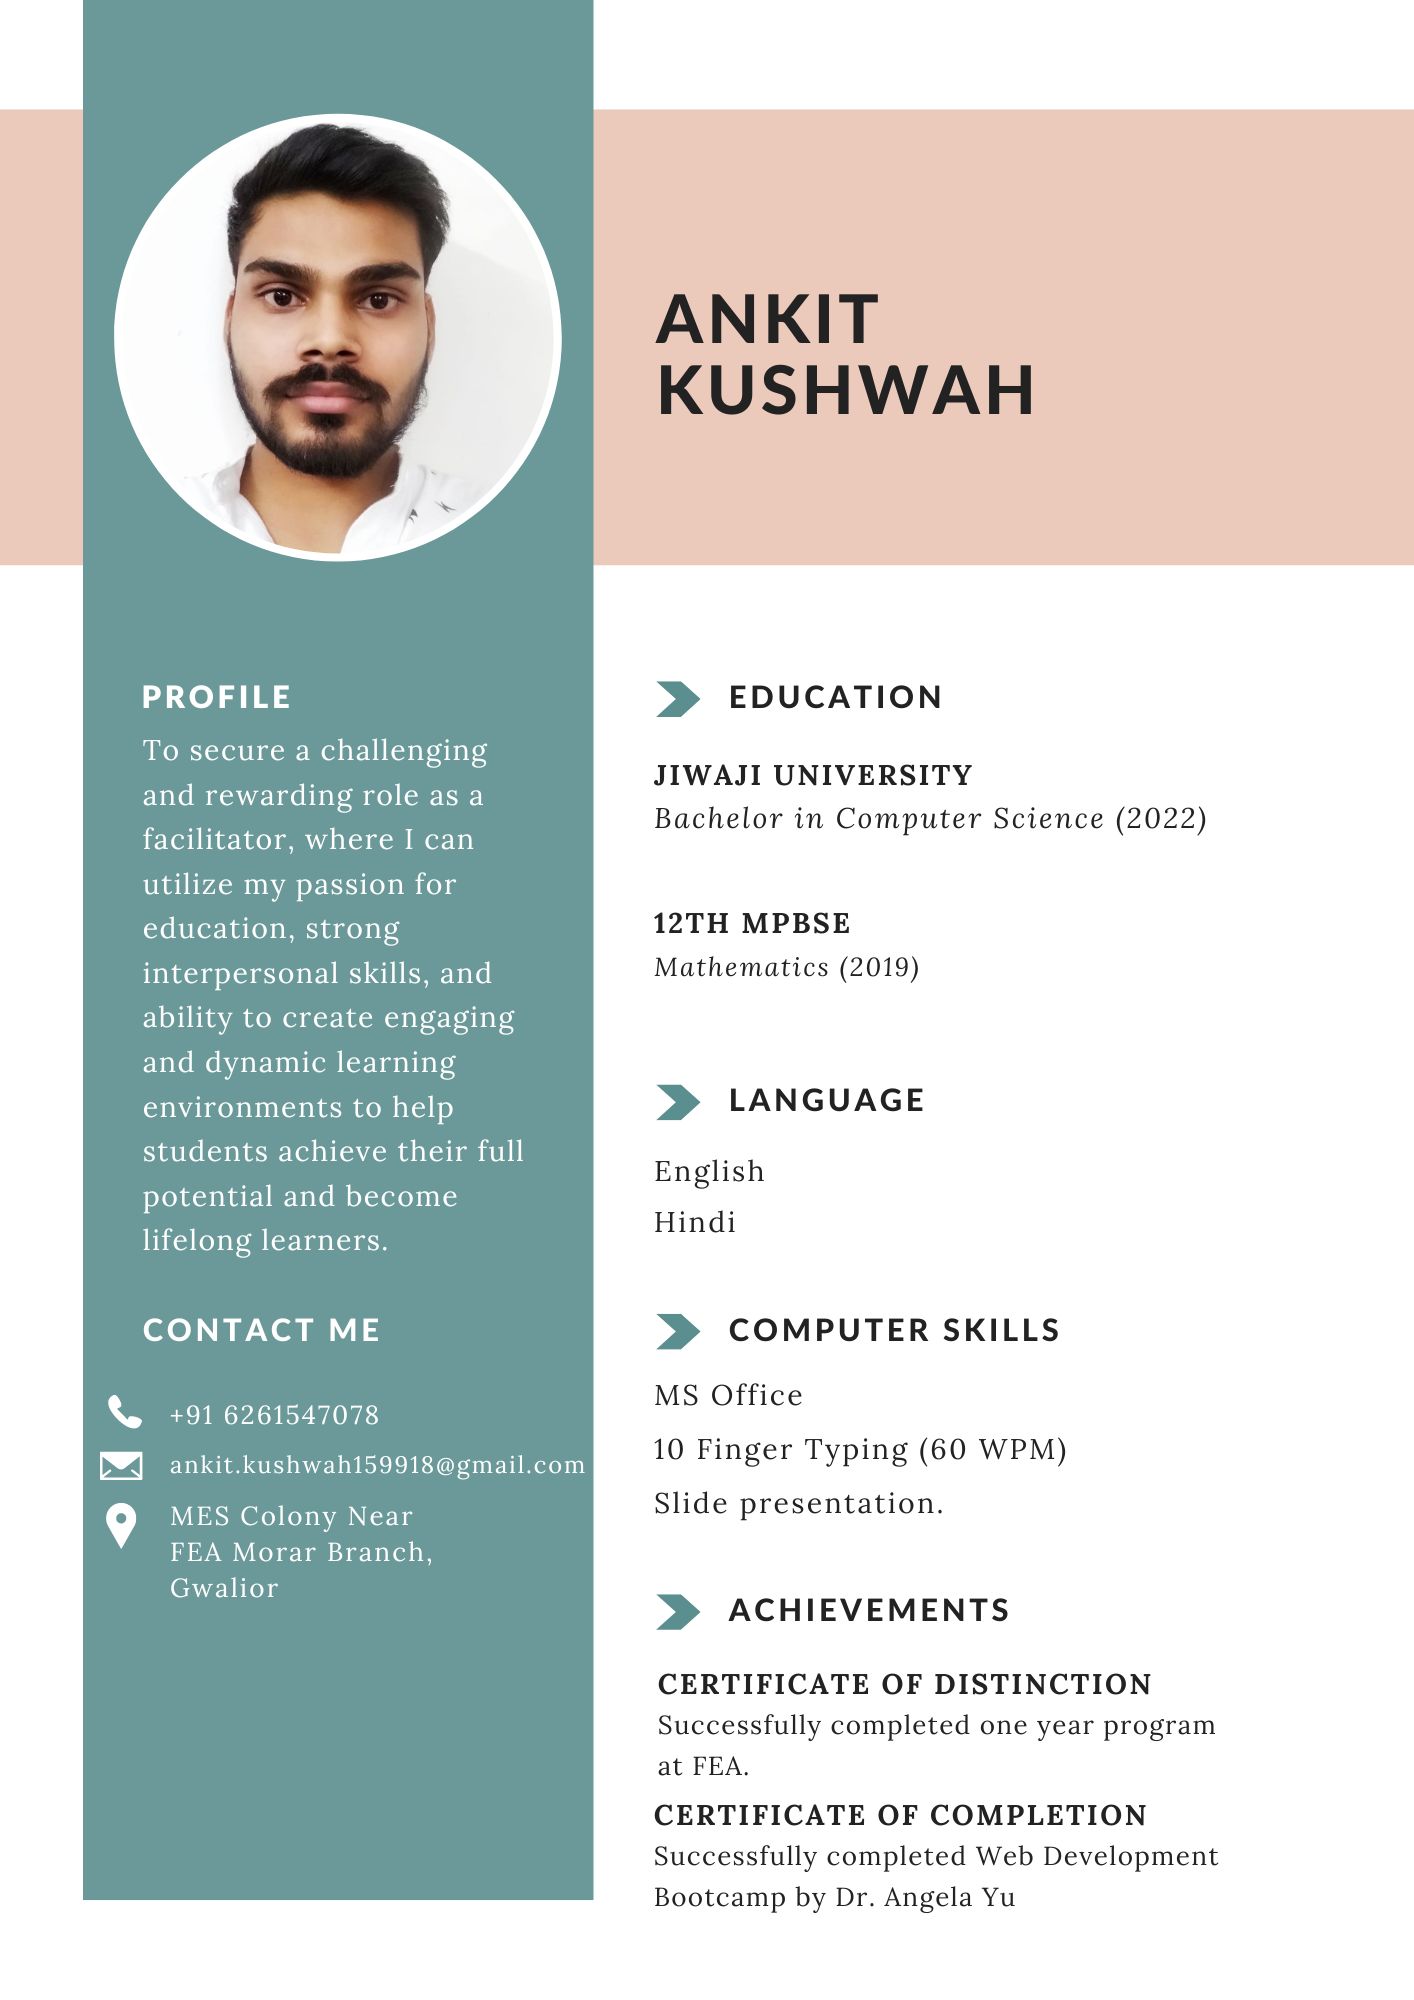 ANKIT
KUSHWAH
PROFILE
To secure a challenging
and rewarding role as a
facilitator, where I can
utilize my passion for
education, strong
interpersonal skills, and
ability to create engaging
and dynamic learning
environments to help
students achieve their full
potential and become
lifelong learners.
CONTACT ME
+91 6261547078
ankit.kushwah159918@gmail.com
MES Colony Near
FEA Morar Branch,
Gwalior
EDUCATION
JIWAJI UNIVERSITY
Bachelor in Computer Science (2022)
12TH MPBSE
Mathematics (2019)
LANGUAGE
English
Hindi
COMPUTER SKILLS
MS Office
10 Finger Typing (60 WPM)
Slide presentation.
ACHIEVEMENTS
CERTIFICATE OF DISTINCTION
Successfully completed one year program
at FEA.
CERTIFICATE OF COMPLETION
Successfully completed Web Development
Bootcamp by Dr. Angela Yu